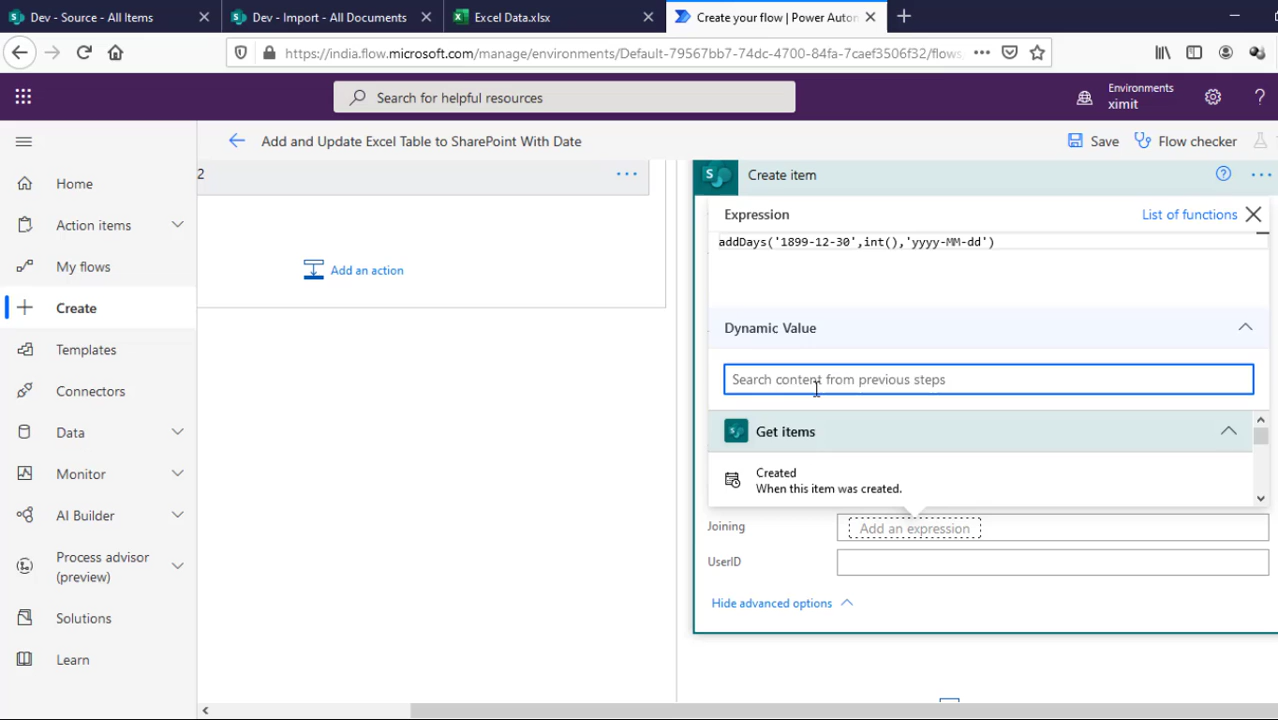 Dev - Source - All Items
Dev - Import - All Documents
Excel Data.xlsx
Create your flow | Power Auton
https://india.flow.microsoft.com/manage/environments/Default-79567bb7-74dc-4700-84fa-7caef3506f32/flows
Search for helpful resources
Environments
ximit
Add and Update Excel Table to SharePoint With Date
Save
Flow checker
Home
Action items
My flows
Create
Templates
Connectors
Data
Monitor
AI Builder
Process advisor
(preview)
Solutions
Learn
2
Add an action
Create item
Expression
List of functions
addDays('1899-12-30',int(),'yyyy-MM-dd')
Dynamic Value
Search content from previous steps
Get items
Created
When this item was created.
Joining
Add an expression
UserID
Hide advanced options